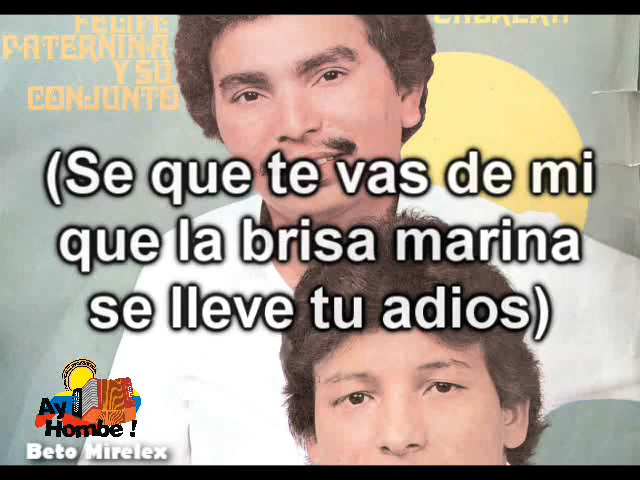 FELIPE
PATERNINA
Y SU
CONJUNTO
(Se que te vas de mi
que la brisa marina
se lleve tu adios)
Ay
Hombe !
Beto Mirelex